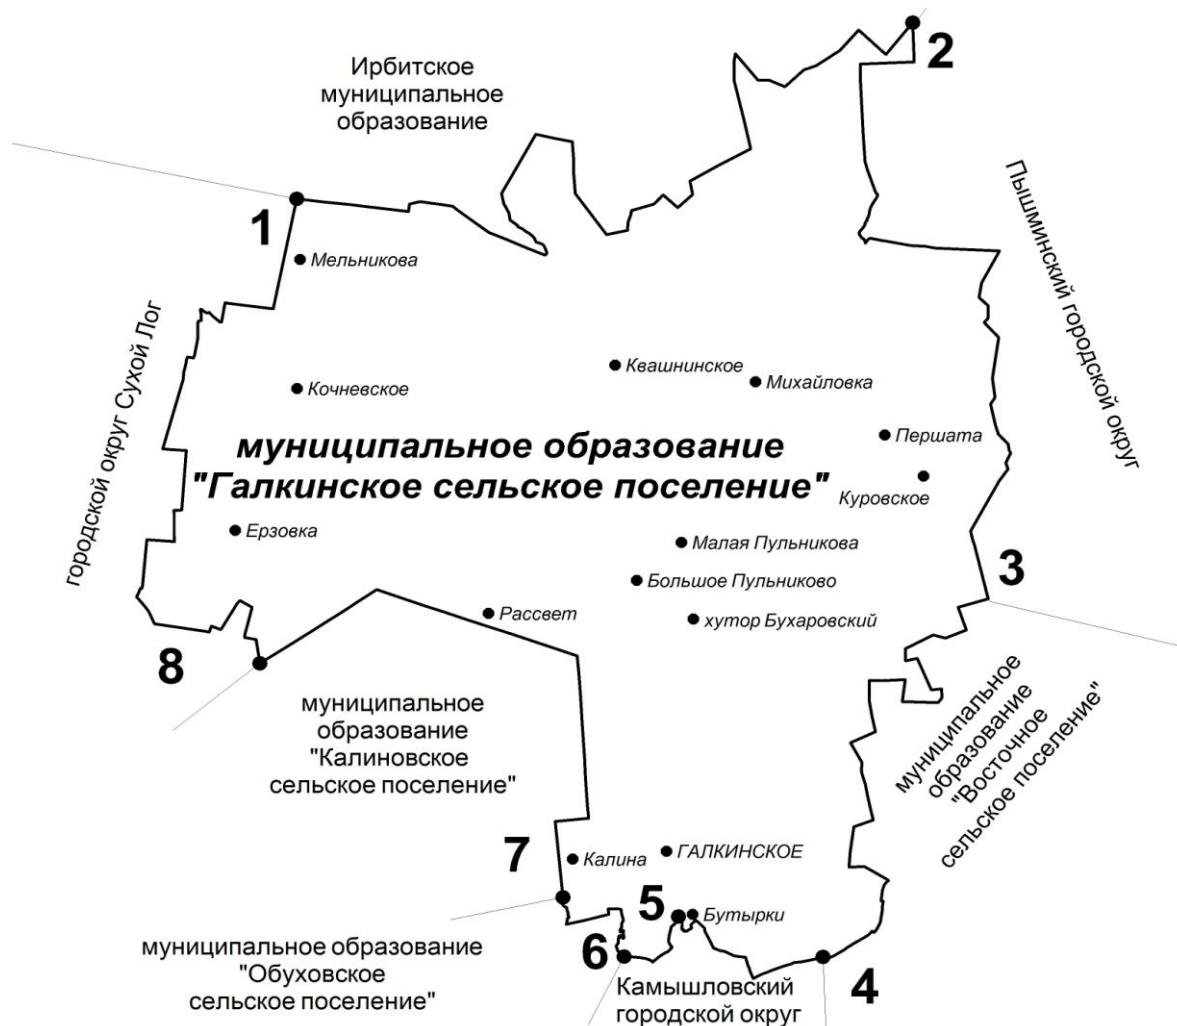 Ирбитское
муниципальное
образование
2
1
Мельникова
Пышминский городской округ
городской округ Сухой Лог
Квашнинское
Михайловка
Кочневское
Першата
муниципальное образование
"Галкинское сельское поселение"
Куровское
Ерзовка
Малая Пульникова
Большое Пульниково
3
Рассвет
хутор Бухаровский
8
муниципальное
образование
"Калиновское
сельское поселение"
муниципальное
образование
"Восточное
сельское поселение"
7
Калина
ГАЛКИНСКОЕ
5
Бутырки
муниципальное образование
"Обуховское
сельское поселение"
6
Камышловский
городской округ
4